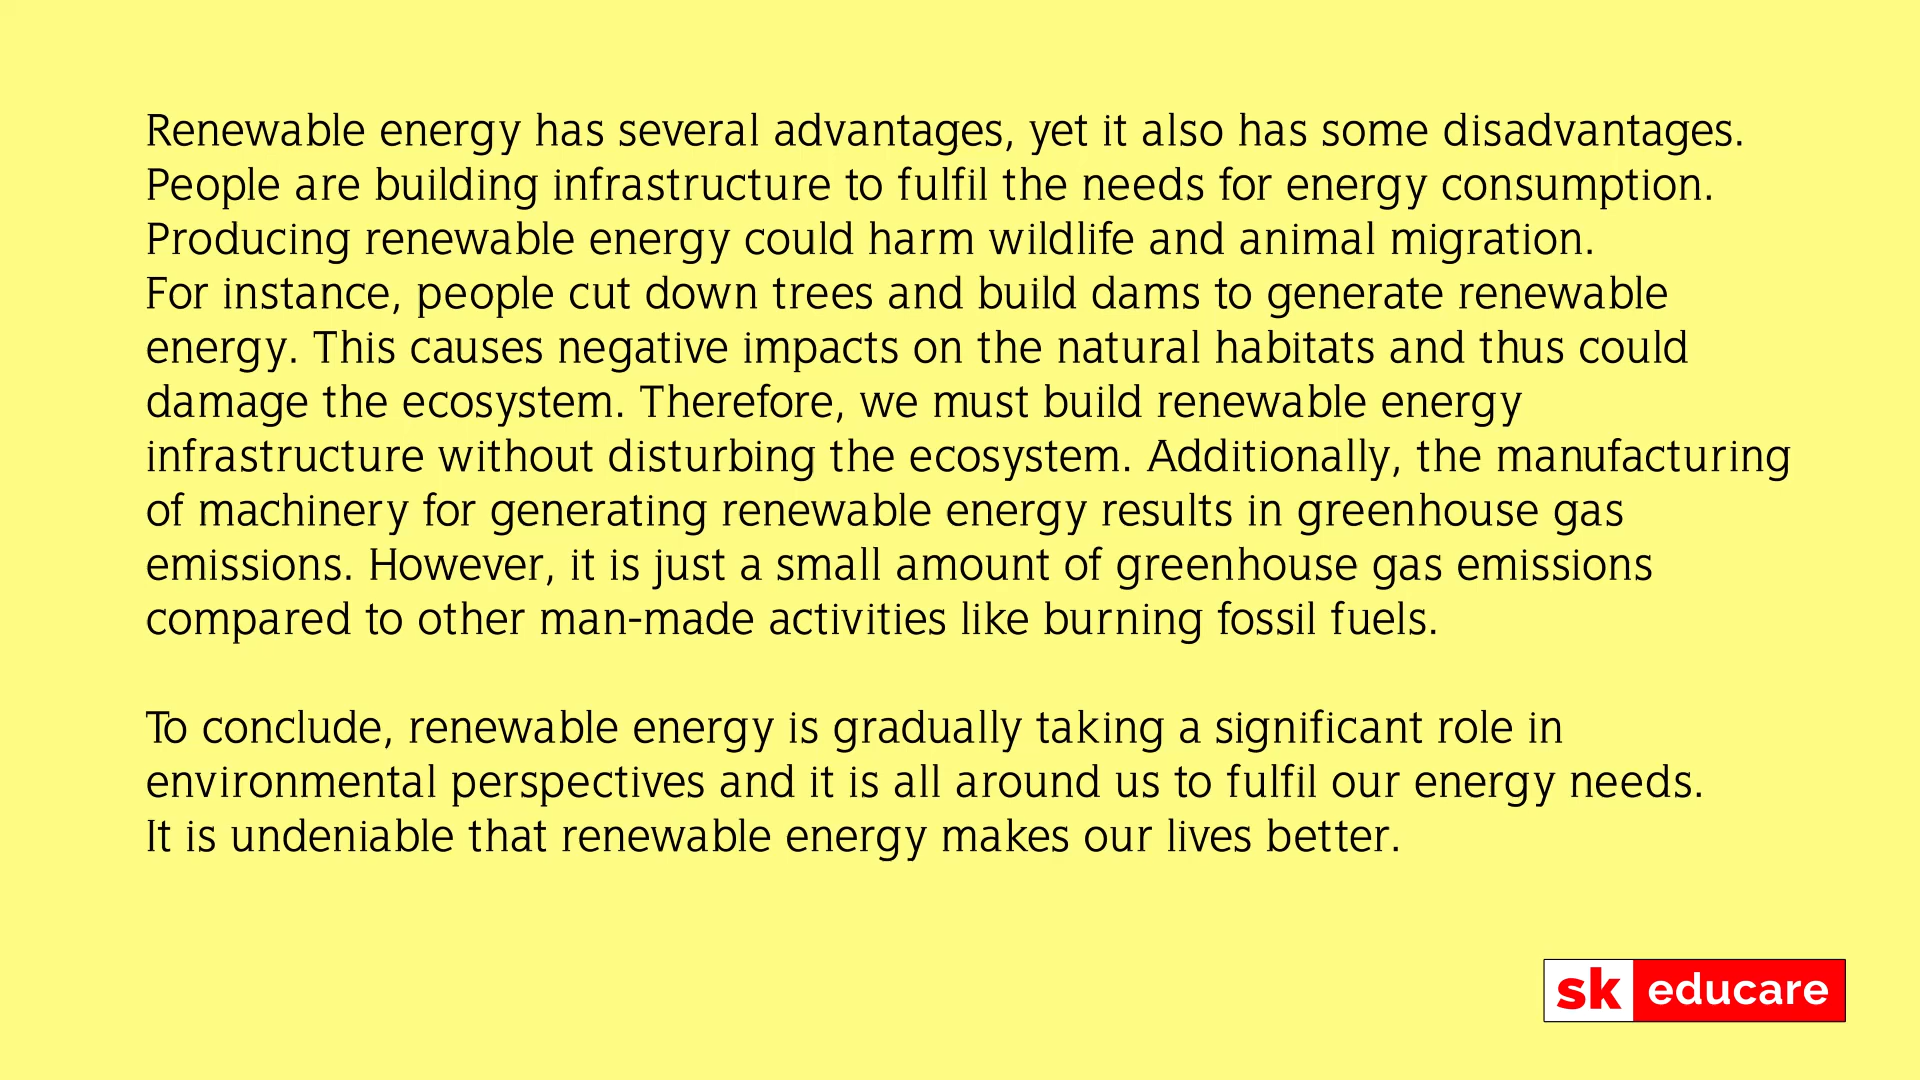 Renewable energy has several advantages, yet it also has some disadvantages.
People are building infrastructure to fulfil the needs for energy consumption.
Producing renewable energy could harm wildlife and animal migration.
For instance, people cut down trees and build dams to generate renewable
energy. This causes negative impacts on the natural habitats and thus could
damage the ecosystem. Therefore, we must build renewable energy
infrastructure without disturbing the ecosystem. Additionally, the manufacturing
of machinery for generating renewable energy results in greenhouse gas
emissions. However, it is just a small amount of greenhouse gas emissions
compared to other man-made activities like burning fossil fuels.
To conclude, renewable energy is gradually taking a significant role in
environmental perspectives and it is all around us to fulfil our energy needs.
It is undeniable that renewable energy makes our lives better.
sk educare